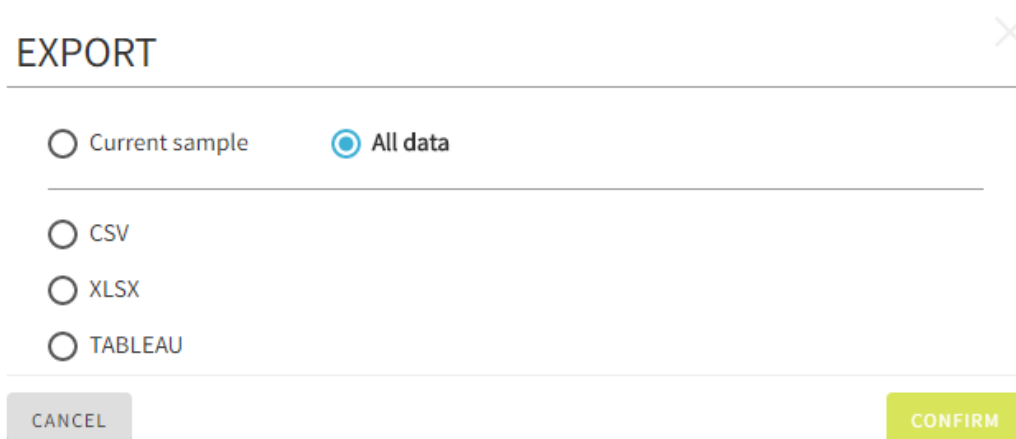 EXPORT
Current sample All data
CSV
XLSX
TABLEAU
CANCEL CONFIRM